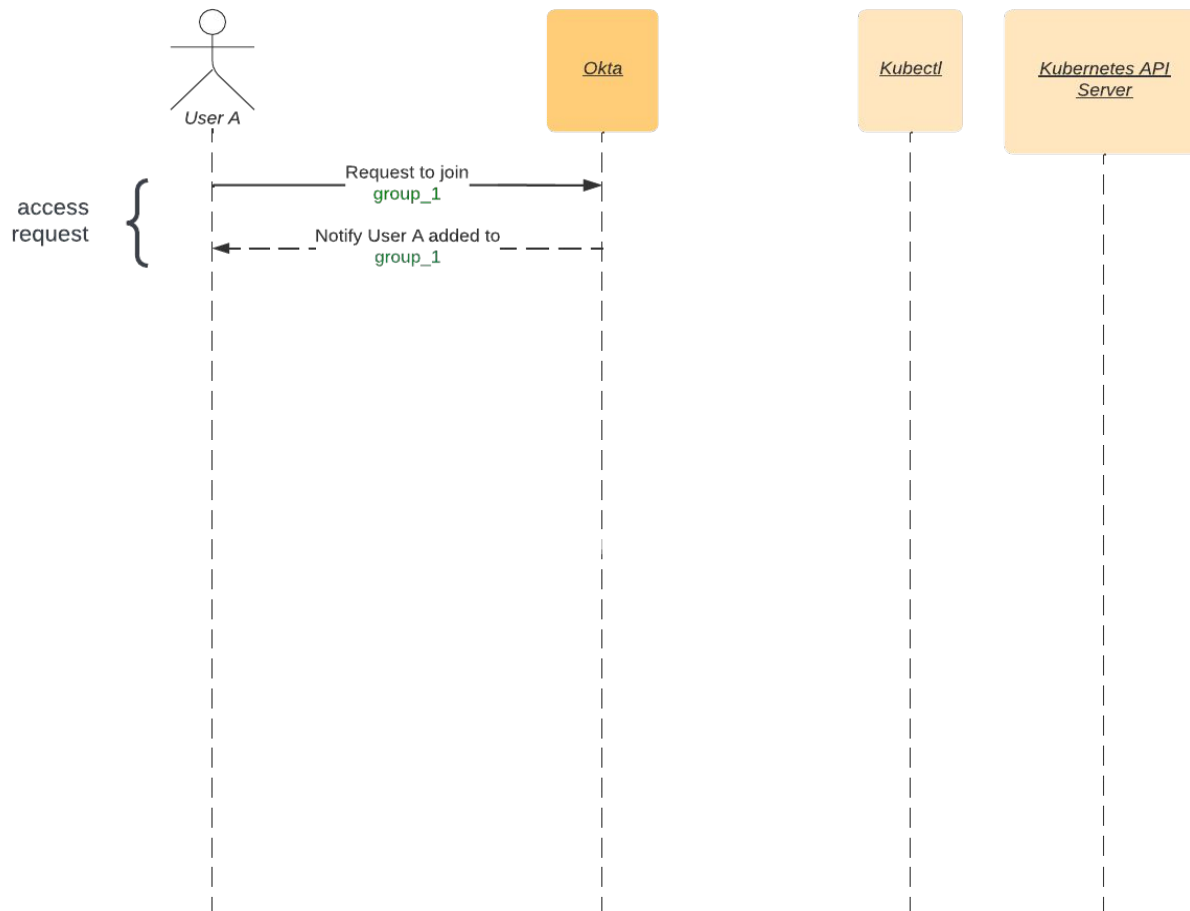 User A
Okta
Kubectl
Kubernetes API
Server
access
request
Request to join
group_1
Notify User A added to
group_1